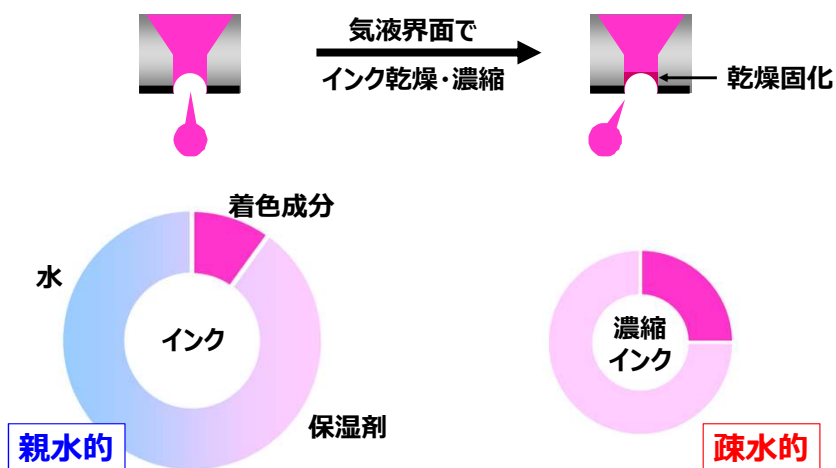 気液界面で
インク乾燥・濃縮
乾燥固化
着色成分
水
インク
保湿剤
親水的
濃縮
インク
疎水的